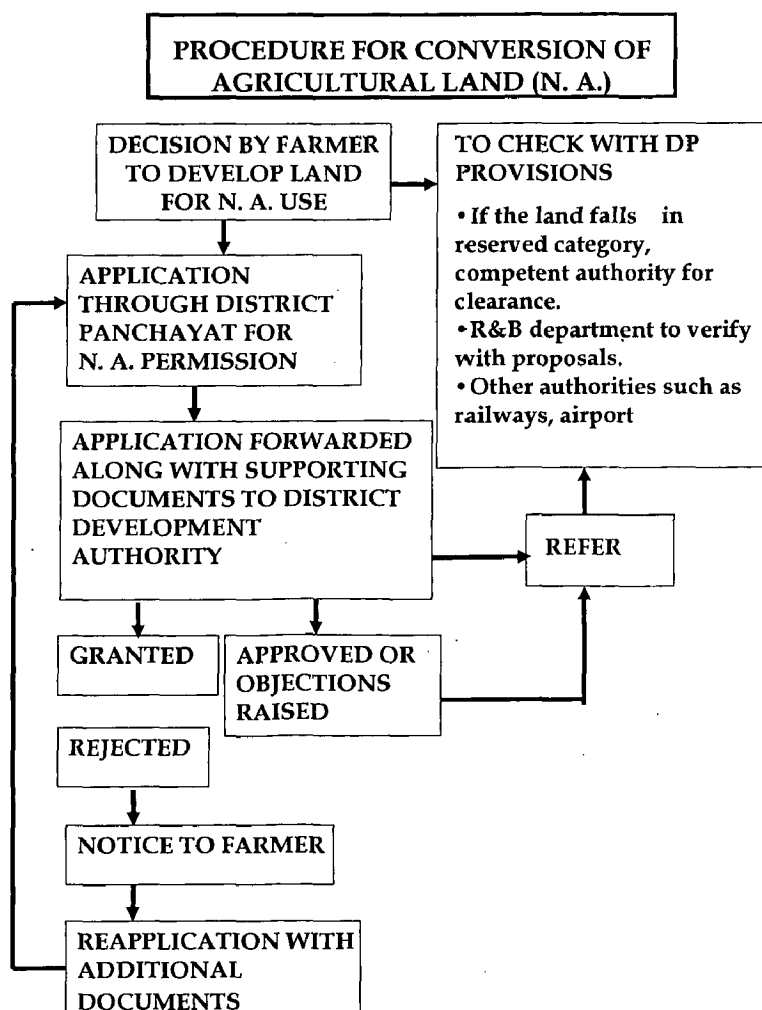 PROCEDURE FOR CONVERSION OF
AGRICULTURAL LAND (N. A.)
DECISION BY FARMER
TO DEVELOP LAND
FOR N. A. USE
TO CHECK WITH DP
PROVISIONS
• If the land falls in
reserved category,
competent authority for
clearance.
• R&B department to verify
with proposals.
• Other authorities such as
railways, airport
APPLICATION
THROUGH DISTRICT
PANCHAYAT FOR
N. A. PERMISSION
APPLICATION FORWARDED
ALONG WITH SUPPORTING
DOCUMENTS TO DISTRICT
DEVELOPMENT
AUTHORITY
REFER
GRANTED
APPROVED OR
OBJECTIONS
RAISED
REJECTED
NOTICE TO FARMER
REAPPLICATION WITH
ADDITIONAL
DOCUMENTS